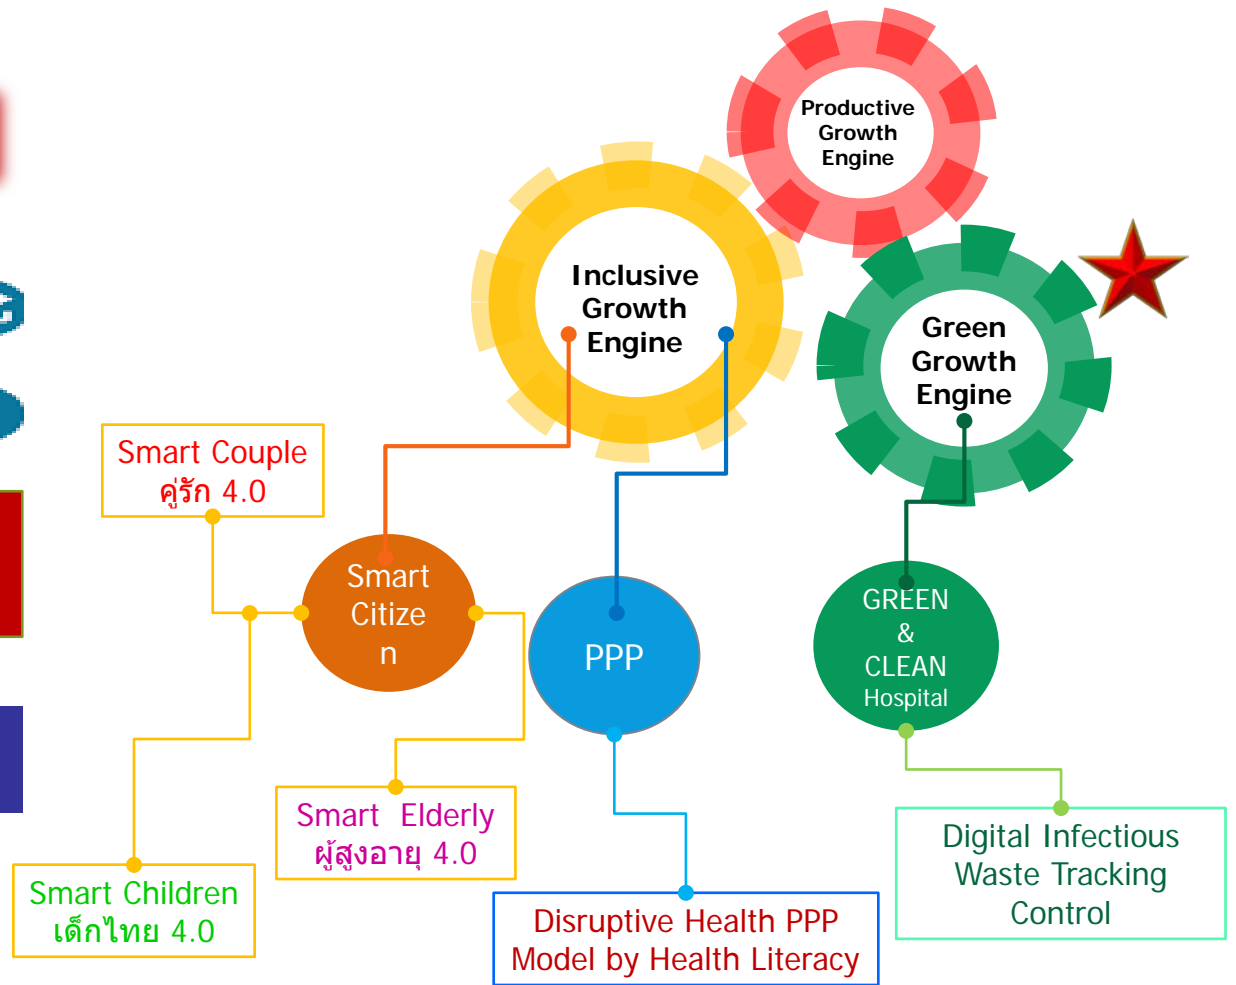 Productive
Growth
Engine
Inclusive
Growth
Engine
Green
Growth
Engine
Smart Couple
คู่รัก 4.0
Smart
Citize
n
PPP
GREEN
&
CLEAN
Hospital
Smart  Elderly
ผู้สูงอายุ 4.0
Digital Infectious
Waste Tracking
Control
Smart Children
เด็กไทย 4.0
Disruptive Health PPP
Model by Health Literacy